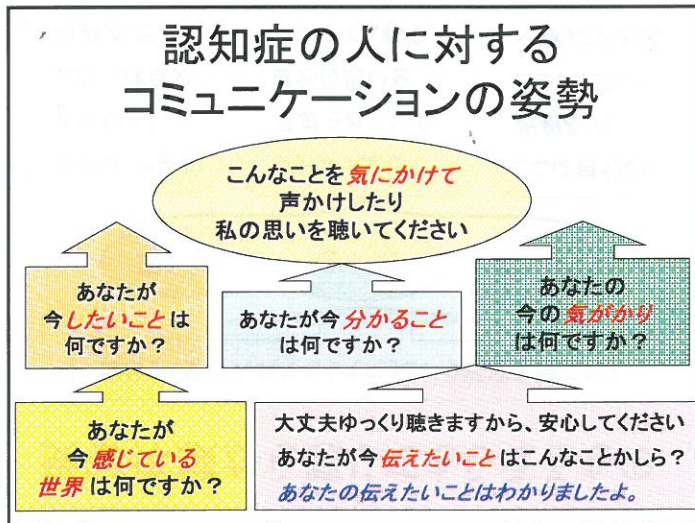 認知症の人に対する
コミュニケーションの姿勢
こんなことを気にかけて
声かけしたり
私の思いを聴いてください
あなたが
今したいことは
何ですか？
あなたが今分かること
は何ですか？
あなたの
今の気がかり
は何ですか？
あなたが
今感じている
世界は何ですか？
大丈夫ゆっくり聴きますから、安心してください
あなたが今伝えたいことはこんなことかしら？
あなたの伝えたいことはわかりましたよ。